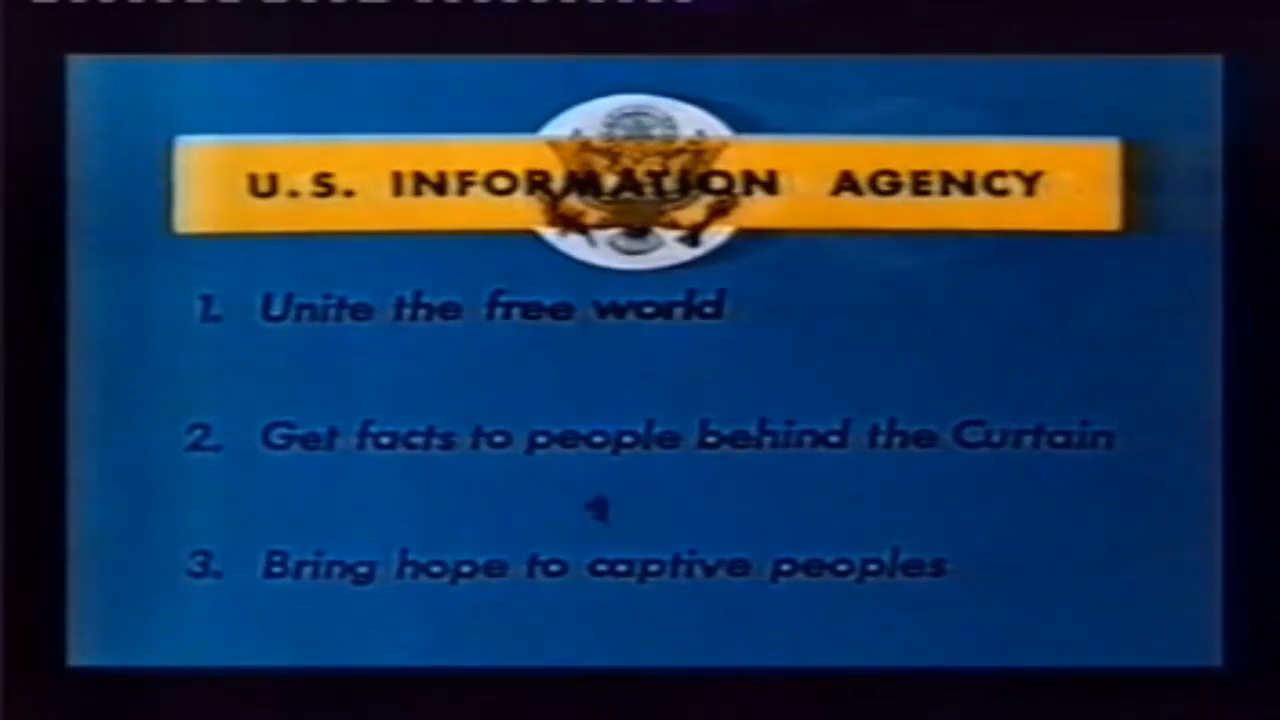 U.S. INFORMATION AGENCY
1. Unite the free world
2. Get facts to people behind the Curtain
3. Bring hope to captive peoples